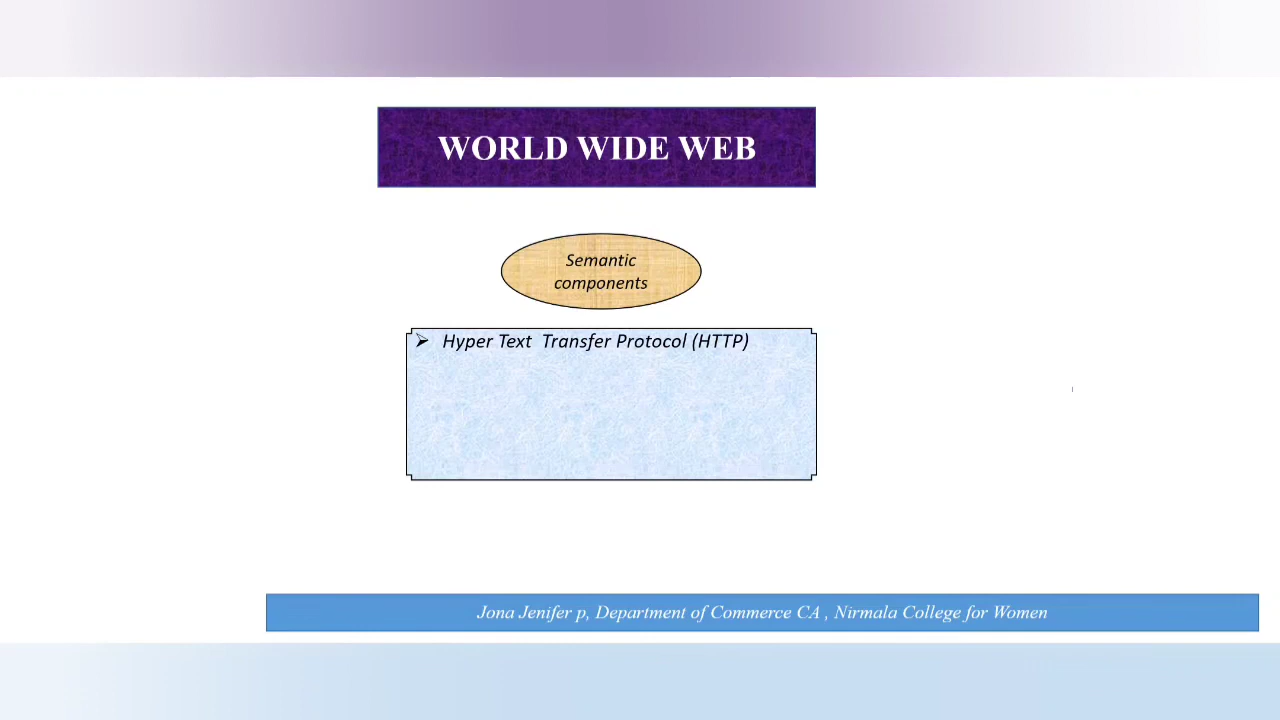 WORLD WIDE WEB
Semantic
components
➢ Hyper Text Transfer Protocol (HTTP)
Jona Jenifer p, Department of Commerce CA , Nirmala College for Women